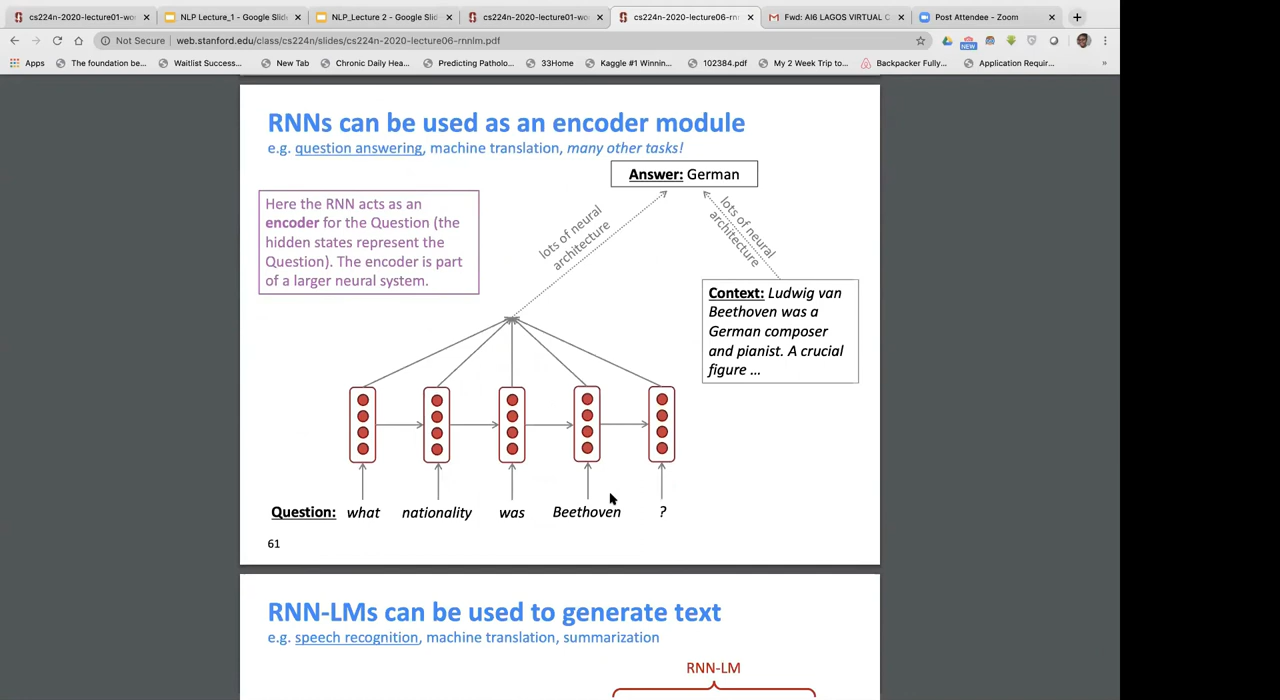 cs224n-2020-lecture01-wo
NLP Lecture_1 - Google Slid
NLP_Lecture 2 - Google Slid
cs224n-2020-lecture01-wo
cs224n-2020-lecture06-rn
Fwd: AI6 LAGOS VIRTUAL C
Post Attendee - Zoom
Not Secure | web.stanford.edu/class/cs224n/slides/cs224n-2020-lecture06-rnnlm.pdf
NEW
Apps
The foundation be...
Waitlist Success...
New Tab
Chronic Daily Hea...
Predicting Patholo...
33Home
Kaggle #1 Winnin...
102384.pdf
My 2 Week Trip to...
Backpacker Fully...
Application Requir...
»
RNNs can be used as an encoder module
e.g. question answering, machine translation, many other tasks!
Answer: German
Here the RNN acts as an
encoder for the Question (the
hidden states represent the
Question). The encoder is part
of a larger neural system.
lots of neural
architecture
lots of neural
architecture
Context: Ludwig van
Beethoven was a
German composer
and pianist. A crucial
figure ...
Question: what nationality was Beethoven ?
61
RNN-LMs can be used to generate text
e.g. speech recognition, machine translation, summarization
RNN-LM